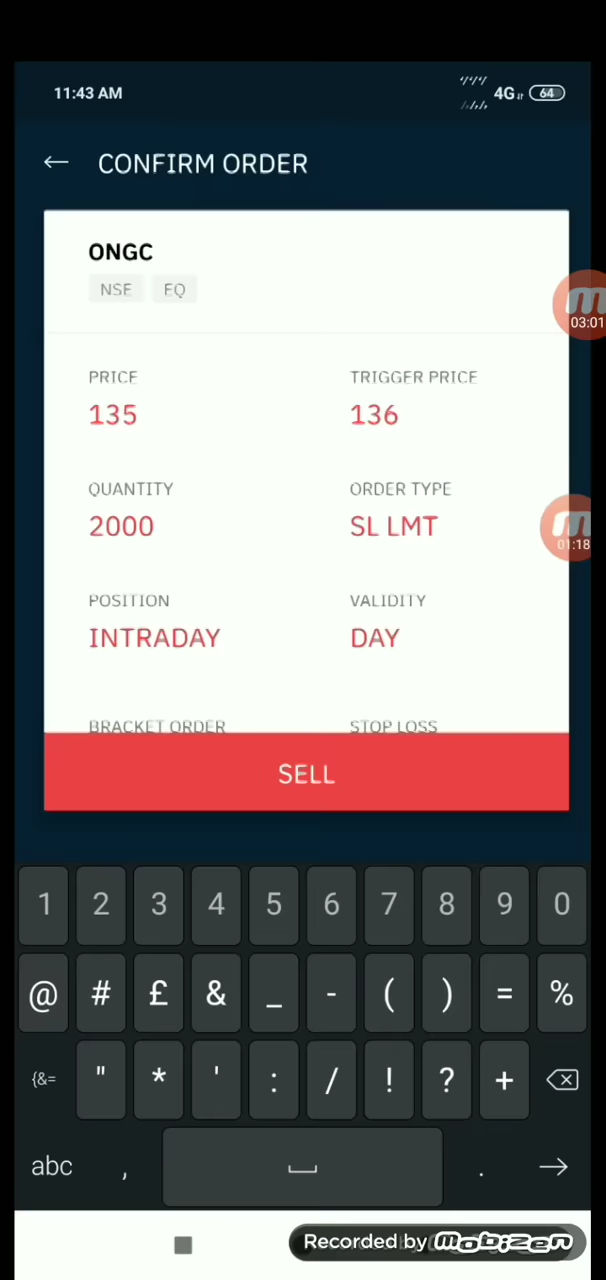 11:43 AM
4G
64
CONFIRM ORDER
ONGC
NSE EQ
03:01
PRICE TRIGGER PRICE
135 136
QUANTITY ORDER TYPE
2000 SL LMT
01:18
POSITION VALIDITY
INTRADAY DAY
BRACKET ORDER STOP LOSS
SELL
1 2 3 4 5 6 7 8 9 0
@ # £ & _ - ( ) = %
{&= " * ' : / ! ? +
abc , .
Recorded by Mobizen